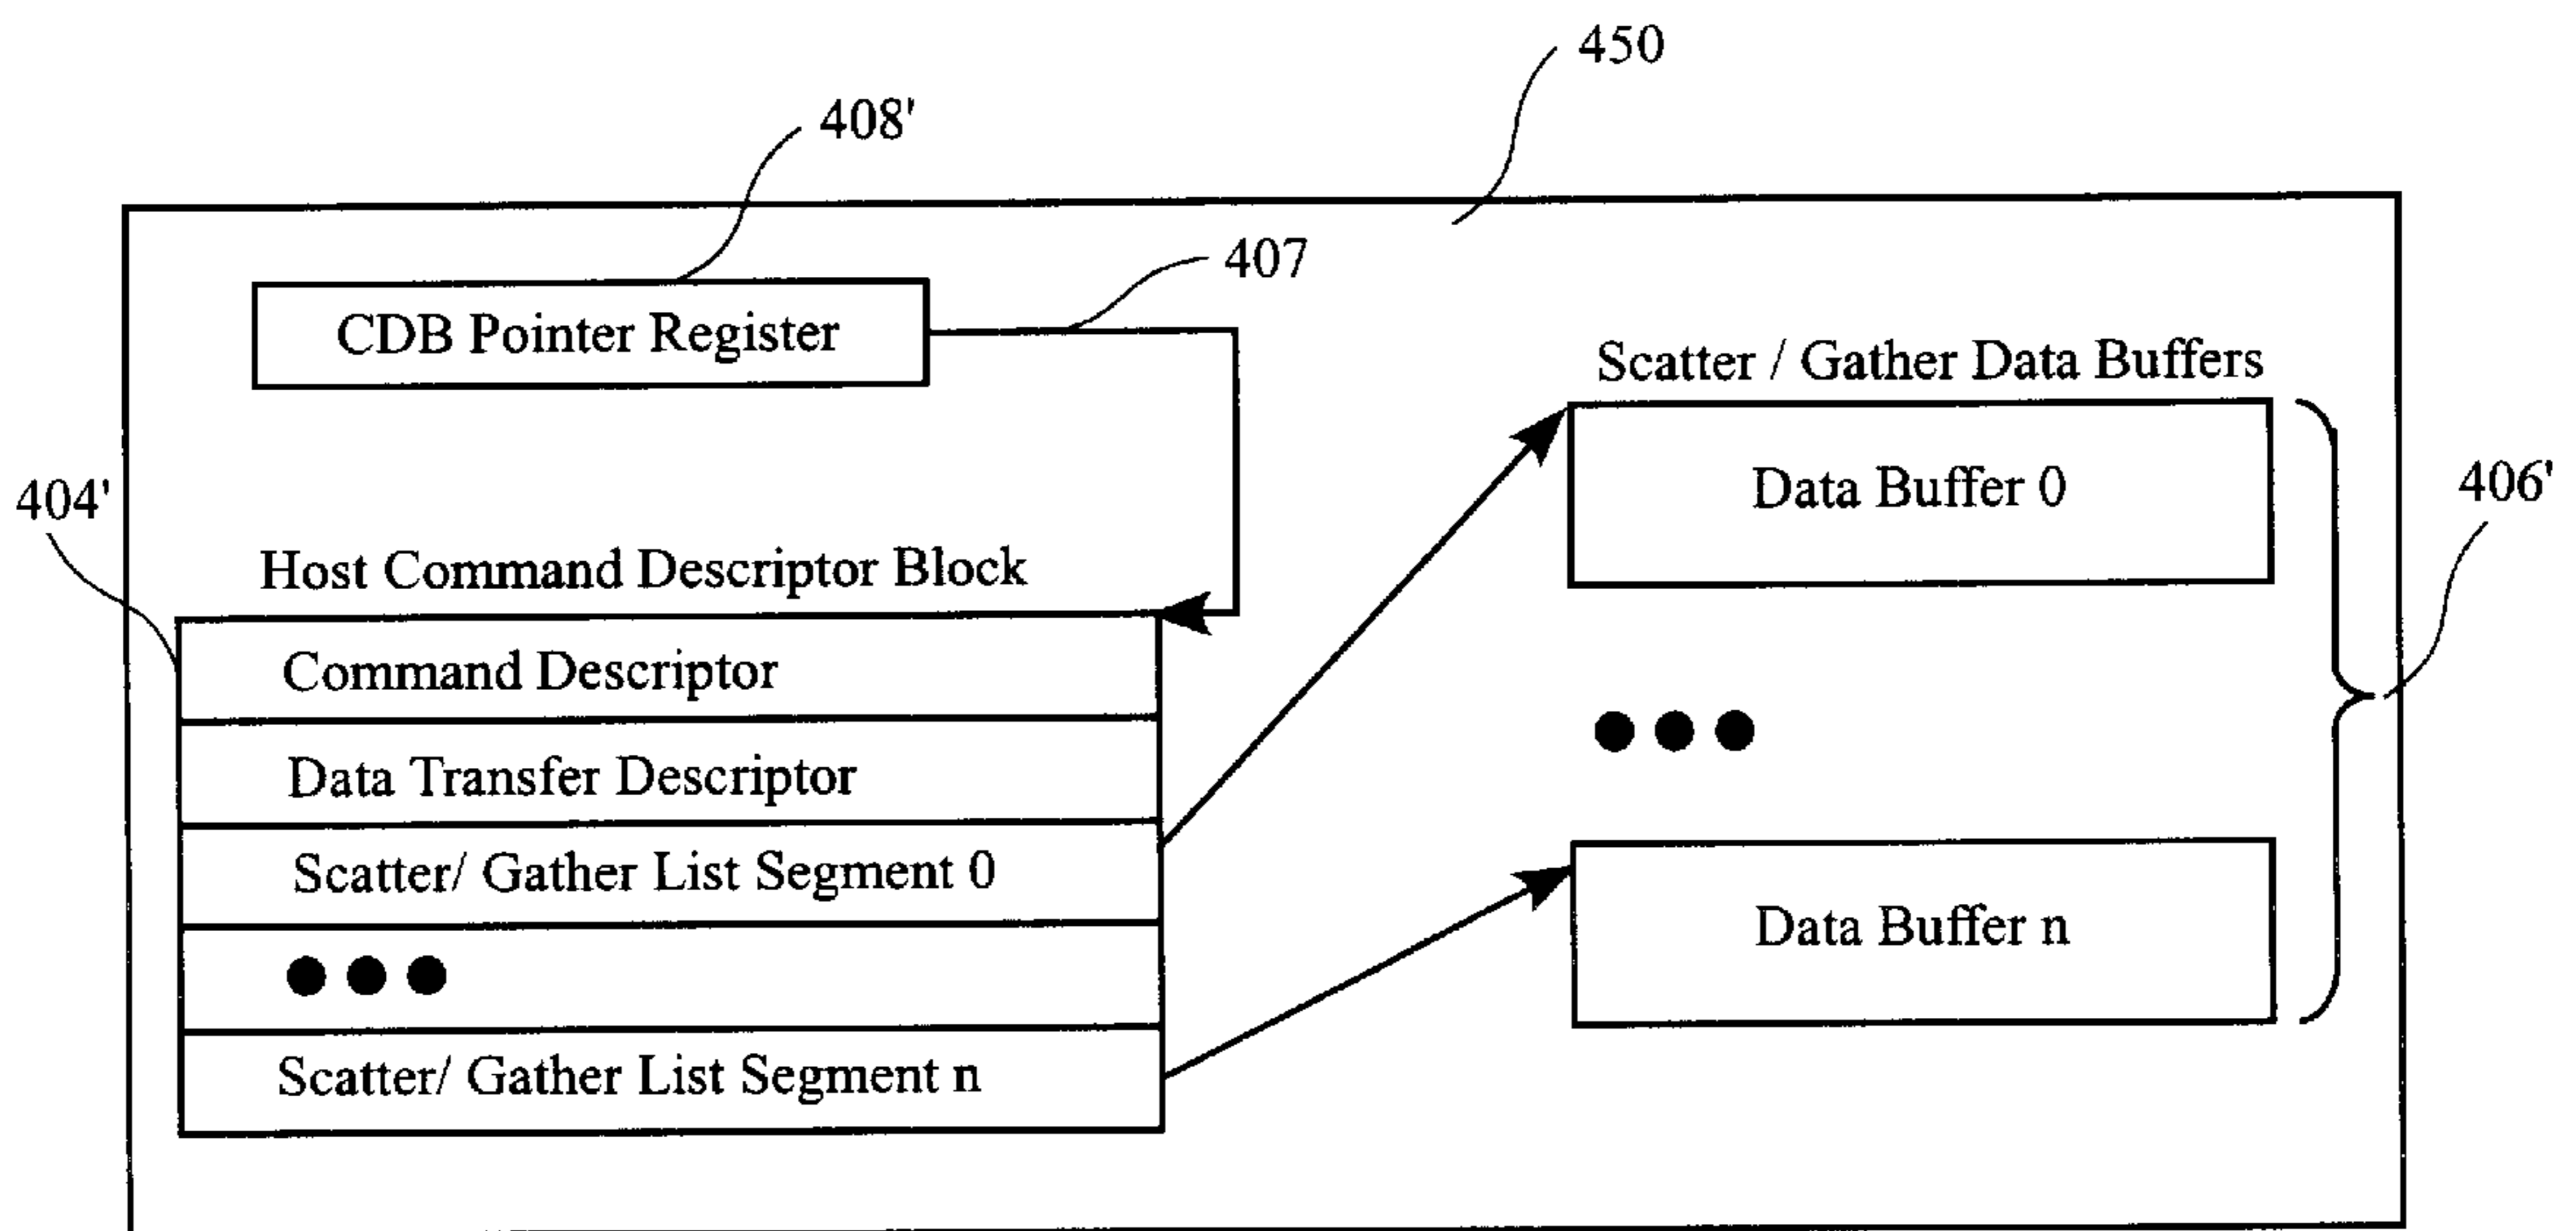 450
408'
407
CDB Pointer Register
Scatter / Gather Data Buffers
Data Buffer 0
404'
406'
Host Command Descriptor Block
Command Descriptor
Data Transfer Descriptor
Scatter/ Gather List Segment 0
●●●
Scatter/ Gather List Segment n
●●●
Data Buffer n